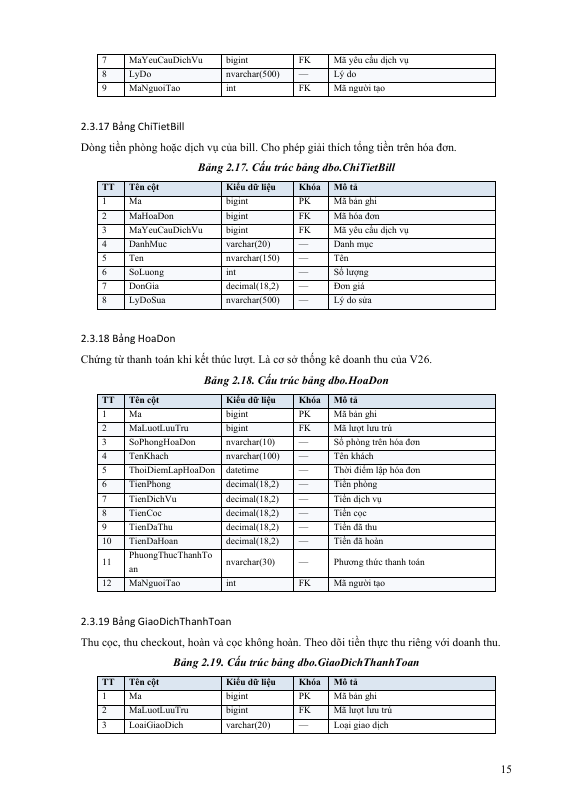 7 MaYeuCauDichVu bigint FK Mã yêu cầu dịch vụ
8 LyDo nvarchar(500) — Lý do
9 MaNguoiTao int FK Mã người tạo
2.3.17 Bảng ChiTietBill
Dòng tiền phòng hoặc dịch vụ của bill. Cho phép giải thích tổng tiền trên hóa đơn.
Bảng 2.17. Cấu trúc bảng dbo.ChiTietBill
TT Tên cột Kiểu dữ liệu Khóa Mô tả
1 Ma bigint PK Mã bản ghi
2 MaHoaDon bigint FK Mã hóa đơn
3 MaYeuCauDichVu bigint FK Mã yêu cầu dịch vụ
4 DanhMuc varchar(20) — Danh mục
5 Ten nvarchar(150) — Tên
6 SoLuong int — Số lượng
7 DonGia decimal(18,2) — Đơn giá
8 LyDoSua nvarchar(500) — Lý do sửa
2.3.18 Bảng HoaDon
Chứng từ thanh toán khi kết thúc lượt. Là cơ sở thống kê doanh thu của V26.
Bảng 2.18. Cấu trúc bảng dbo.HoaDon
TT Tên cột Kiểu dữ liệu Khóa Mô tả
1 Ma bigint PK Mã bản ghi
2 MaLuotLuuTru bigint FK Mã lượt lưu trú
3 SoPhongHoaDon nvarchar(10) — Số phòng trên hóa đơn
4 TenKhach nvarchar(100) — Tên khách
5 ThoiDiemLapHoaDon datetime — Thời điểm lập hóa đơn
6 TienPhong decimal(18,2) — Tiền phòng
7 TienDichVu decimal(18,2) — Tiền dịch vụ
8 TienCoc decimal(18,2) — Tiền cọc
9 TienDaThu decimal(18,2) — Tiền đã thu
10 TienDaHoan decimal(18,2) — Tiền đã hoàn
11 PhuongThucThanhTo nvarchar(30) — Phương thức thanh toán
an
12 MaNguoiTao int FK Mã người tạo
2.3.19 Bảng GiaoDichThanhToan
Thu cọc, thu checkout, hoàn và cọc không hoàn. Theo dõi tiền thực thu riêng với doanh thu.
Bảng 2.19. Cấu trúc bảng dbo.GiaoDichThanhToan
TT Tên cột Kiểu dữ liệu Khóa Mô tả
1 Ma bigint PK Mã bản ghi
2 MaLuotLuuTru bigint FK Mã lượt lưu trú
3 LoaiGiaoDich varchar(20) — Loại giao dịch
15